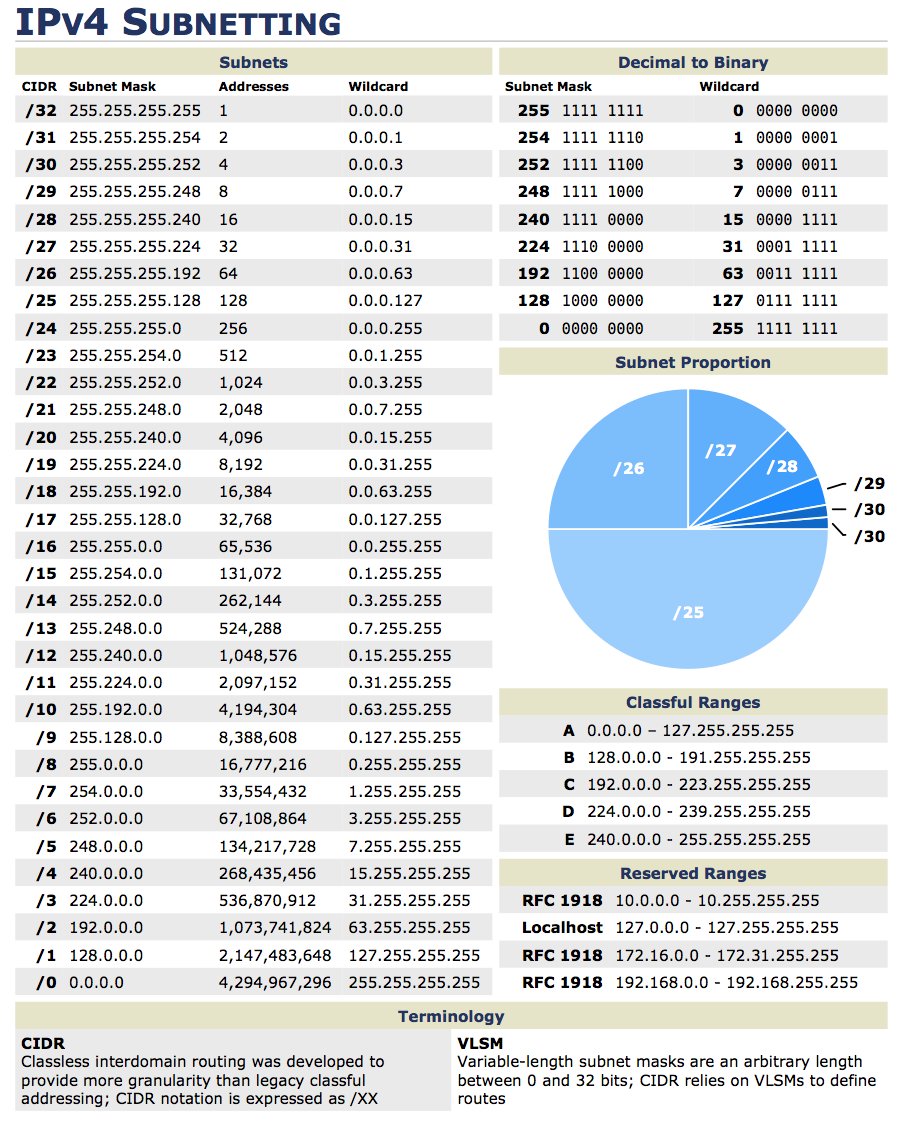 IPv4 SUBNETTING
Subnets
CIDR Subnet Mask Addresses Wildcard
/32 255.255.255.255 1 0.0.0.0
/31 255.255.255.254 2 0.0.0.1
/30 255.255.255.252 4 0.0.0.3
/29 255.255.255.248 8 0.0.0.7
/28 255.255.255.240 16 0.0.0.15
/27 255.255.255.224 32 0.0.0.31
/26 255.255.255.192 64 0.0.0.63
/25 255.255.255.128 128 0.0.0.127
/24 255.255.255.0 256 0.0.0.255
/23 255.255.254.0 512 0.0.1.255
/22 255.255.252.0 1,024 0.0.3.255
/21 255.255.248.0 2,048 0.0.7.255
/20 255.255.240.0 4,096 0.0.15.255
/19 255.255.224.0 8,192 0.0.31.255
/18 255.255.192.0 16,384 0.0.63.255
/17 255.255.128.0 32,768 0.0.127.255
/16 255.255.0.0 65,536 0.0.255.255
/15 255.254.0.0 131,072 0.1.255.255
/14 255.252.0.0 262,144 0.3.255.255
/13 255.248.0.0 524,288 0.7.255.255
/12 255.240.0.0 1,048,576 0.15.255.255
/11 255.224.0.0 2,097,152 0.31.255.255
/10 255.192.0.0 4,194,304 0.63.255.255
/9 255.128.0.0 8,388,608 0.127.255.255
/8 255.0.0.0 16,777,216 0.255.255.255
/7 254.0.0.0 33,554,432 1.255.255.255
/6 252.0.0.0 67,108,864 3.255.255.255
/5 248.0.0.0 134,217,728 7.255.255.255
/4 240.0.0.0 268,435,456 15.255.255.255
/3 224.0.0.0 536,870,912 31.255.255.255
/2 192.0.0.0 1,073,741,824 63.255.255.255
/1 128.0.0.0 2,147,483,648 127.255.255.255
/0 0.0.0.0 4,294,967,296 255.255.255.255
Decimal to Binary
Subnet Mask Wildcard
255 1111 1111 0 0000 0000
254 1111 1110 1 0000 0001
252 1111 1100 3 0000 0011
248 1111 1000 7 0000 0111
240 1111 0000 15 0000 1111
224 1110 0000 31 0001 1111
192 1100 0000 63 0011 1111
128 1000 0000 127 0111 1111
0 0000 0000 255 1111 1111
Subnet Proportion
/27
/26
/28
/29
/30
/30
/25
Classful Ranges
A 0.0.0.0 – 127.255.255.255
B 128.0.0.0 - 191.255.255.255
C 192.0.0.0 - 223.255.255.255
D 224.0.0.0 - 239.255.255.255
E 240.0.0.0 - 255.255.255.255
Reserved Ranges
RFC 1918 10.0.0.0 - 10.255.255.255
Localhost 127.0.0.0 - 127.255.255.255
RFC 1918 172.16.0.0 - 172.31.255.255
RFC 1918 192.168.0.0 - 192.168.255.255
Terminology
CIDR
Classless interdomain routing was developed to
provide more granularity than legacy classful
addressing; CIDR notation is expressed as /XX
VLSM
Variable-length subnet masks are an arbitrary length
between 0 and 32 bits; CIDR relies on VLSMs to define
routes